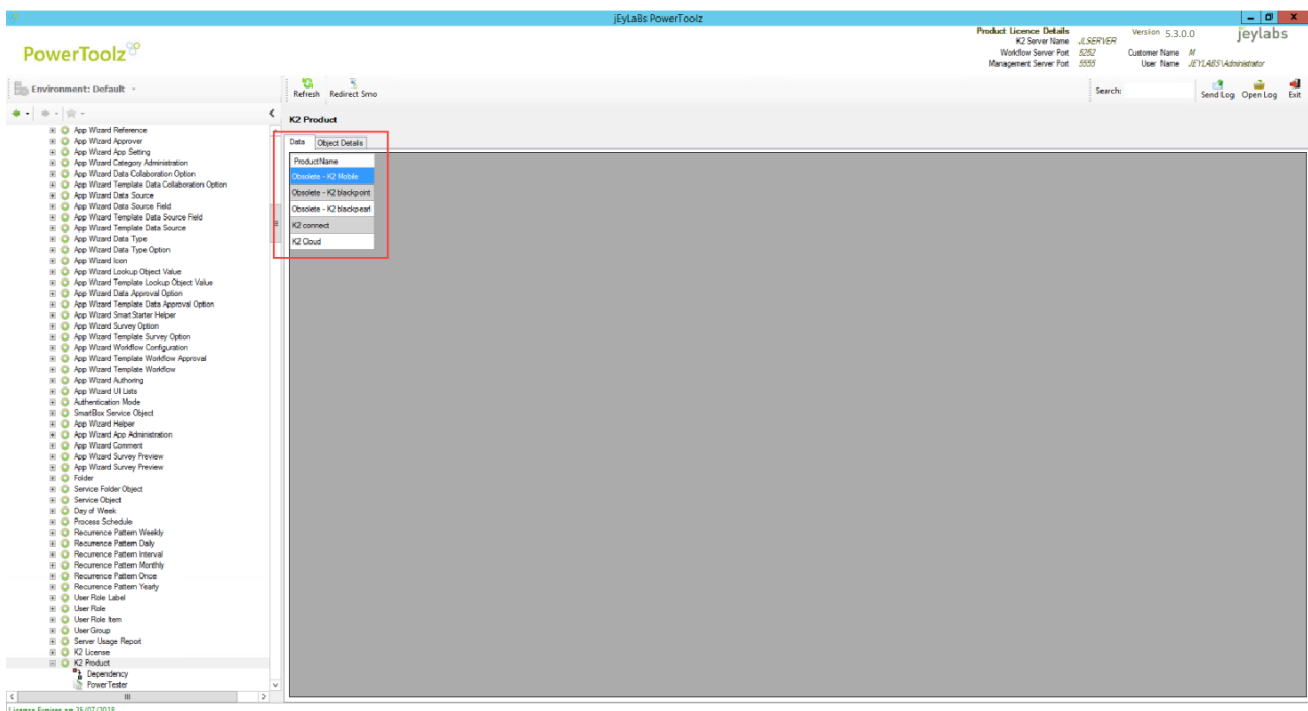 jEyLaBs PowerToolz
PowerToolz
Product Licence Details
K2 Server Name JLSERVER
Workflow Server Port 5252
Management Server Port 5555
Version 5.3.0.0
Customer Name M
User Name JEYLABS\Administrator
jeylabs
Environment: Default
Refresh
Redirect Smo
Search:
Send Log
Open Log
Exit
App Wizard Reference
App Wizard Approver
App Wizard App Setting
App Wizard Category Administration
App Wizard Data Collaboration Option
App Wizard Template Data Collaboration Option
App Wizard Data Source
App Wizard Data Source Field
App Wizard Template Data Source Field
App Wizard Template Data Source
App Wizard Data Type
App Wizard Data Type Option
App Wizard Icon
App Wizard Lookup Object Value
App Wizard Template Lookup Object Value
App Wizard Data Approval Option
App Wizard Template Data Approval Option
App Wizard SmartStarter Helper
App Wizard Survey Option
App Wizard Template Survey Option
App Wizard Workflow Configuration
App Wizard Template Workflow Approval
App Wizard Template Workflow
App Wizard Authoring
App Wizard UI Lists
Authentication Mode
SmartBox Service Object
App Wizard Helper
App Wizard App Administration
App Wizard Comment
App Wizard Survey Preview
App Wizard Survey Preview
Folder
Service Folder Object
Service Object
Day of Week
Process Schedule
Recurrence Pattern Weekly
Recurrence Pattern Daily
Recurrence Pattern Interval
Recurrence Pattern Monthly
Recurrence Pattern Once
Recurrence Pattern Yearly
User Role Label
User Role
User Role Item
User Group
Server Usage Report
K2 License
K2 Product
Dependency
PowerTester
K2 Product
Data
Object Details
ProductName
Obsolete - K2 Mobile
Obsolete - K2 blackpoint
Obsolete - K2 blackpearl
K2 connect
K2 Cloud
License Expires on 25/07/2018